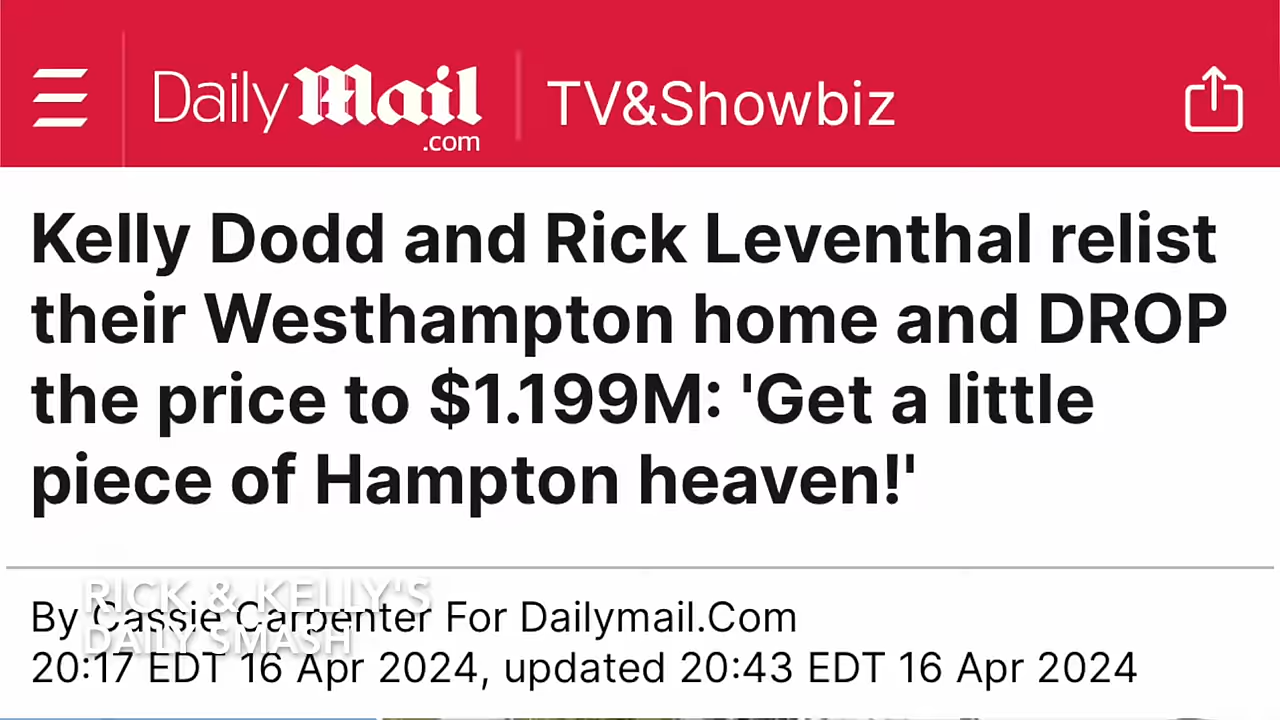 Daily Mail
.com
TV&Showbiz
Kelly Dodd and Rick Leventhal relist
their Westhampton home and DROP
the price to $1.199M: 'Get a little
piece of Hampton heaven!'
RICK & KELLY'S
DAILY SMASH
By Cassie Carpenter For Dailymail.Com
20:17 EDT 16 Apr 2024, updated 20:43 EDT 16 Apr 2024